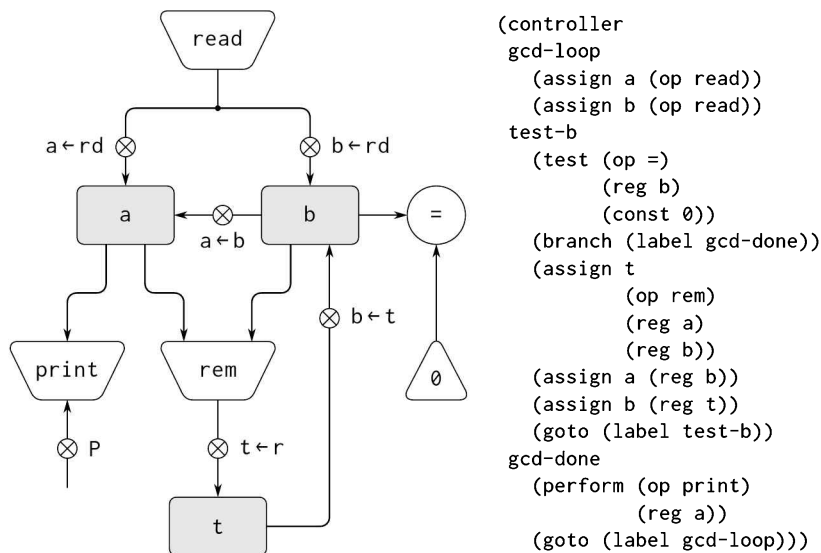 read
a←rd
b←rd
a
b
=
a←b
b←t
print
rem
0
P
t←r
t
(controller
gcd-loop
(assign a (op read))
(assign b (op read))
test-b
(test (op =)
(reg b)
(const 0))
(branch (label gcd-done))
(assign t
(op rem)
(reg a)
(reg b))
(assign a (reg b))
(assign b (reg t))
(goto (label test-b))
gcd-done
(perform (op print)
(reg a))
(goto (label gcd-loop)))